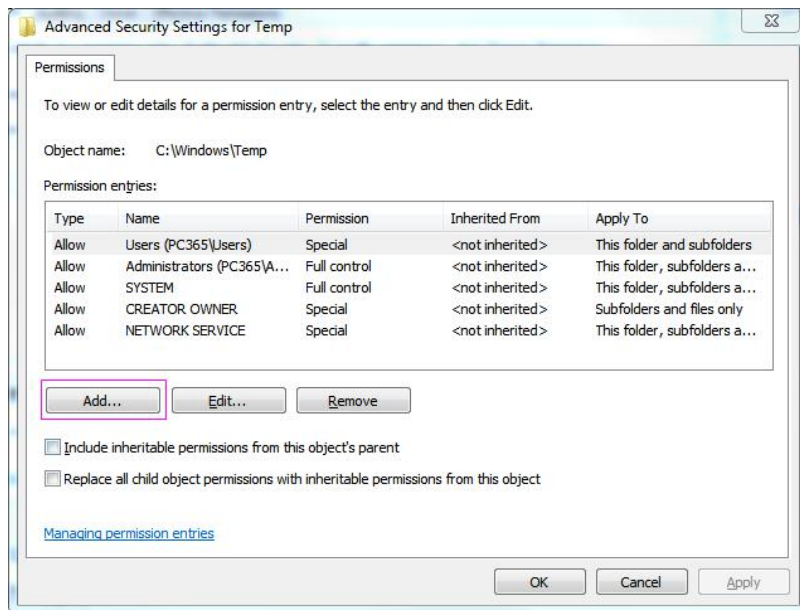 Advanced Security Settings for Temp
Permissions
To view or edit details for a permission entry, select the entry and then click Edit.
Object name: C:\Windows\Temp
Permission entries:
Type Name Permission Inherited From Apply To
Allow Users (PC365\Users) Special <not inherited> This folder and subfolders
Allow Administrators (PC365\A... Full control <not inherited> This folder, subfolders a...
Allow SYSTEM Full control <not inherited> This folder, subfolders a...
Allow CREATOR OWNER Special <not inherited> Subfolders and files only
Allow NETWORK SERVICE Special <not inherited> This folder, subfolders a...
Add... Edit... Remove
Include inheritable permissions from this object's parent
Replace all child object permissions with inheritable permissions from this object
Managing permission entries
OK Cancel Apply